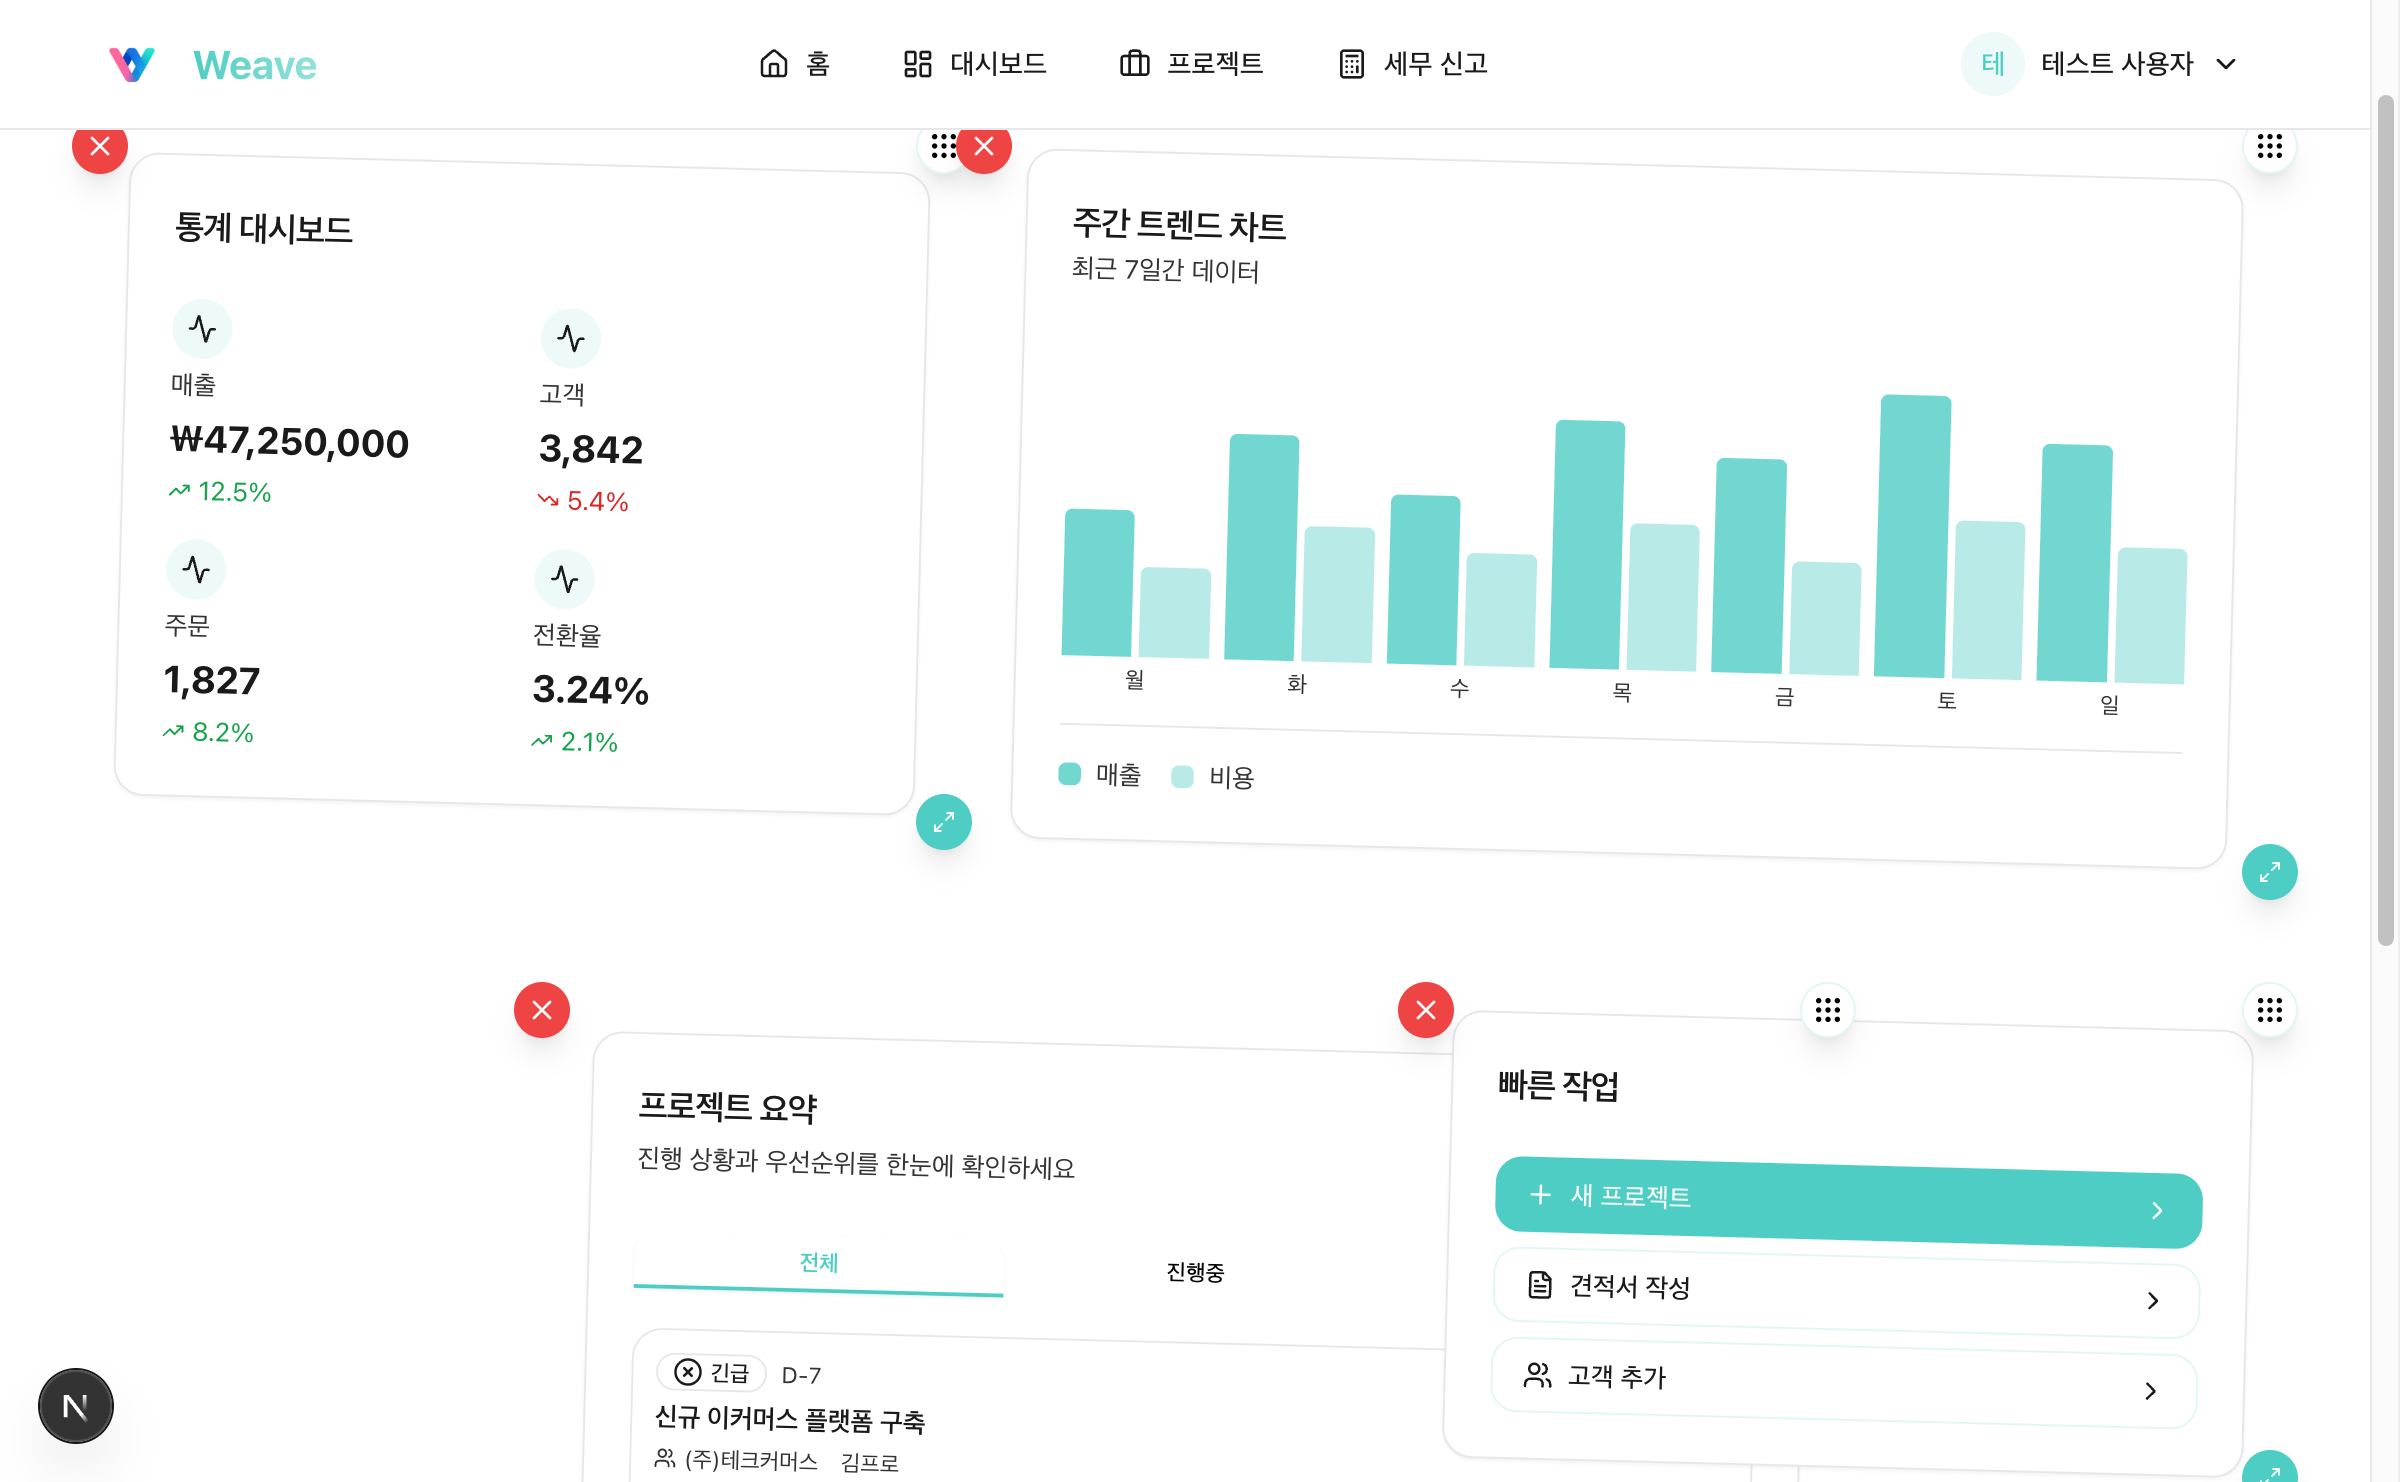 Weave
홈
대시보드
프로젝트
세무 신고
테
테스트 사용자
통계 대시보드
매출
₩47,250,000
12.5%
고객
3,842
5.4%
주문
1,827
8.2%
전환율
3.24%
2.1%
주간 트렌드 차트
최근 7일간 데이터
월 화 수 목 금 토 일
매출 비용
프로젝트 요약
진행 상황과 우선순위를 한눈에 확인하세요
전체 진행중
긴급 D-7
신규 이커머스 플랫폼 구축
(주)테크커머스 김프로
빠른 작업
새 프로젝트
견적서 작성
고객 추가
N